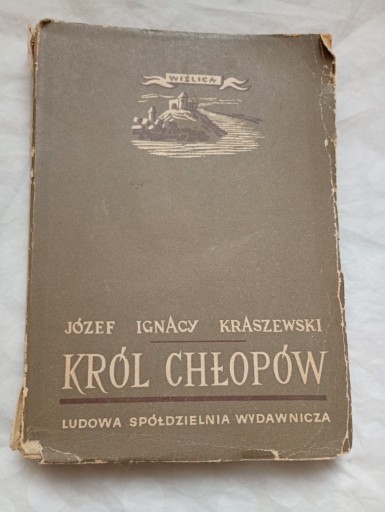 WIŚLICA
JÓZEF IGNACY KRASZEWSKI
KRÓL CHŁOPÓW
LUDOWA SPÓŁDZIELNIA WYDAWNICZA